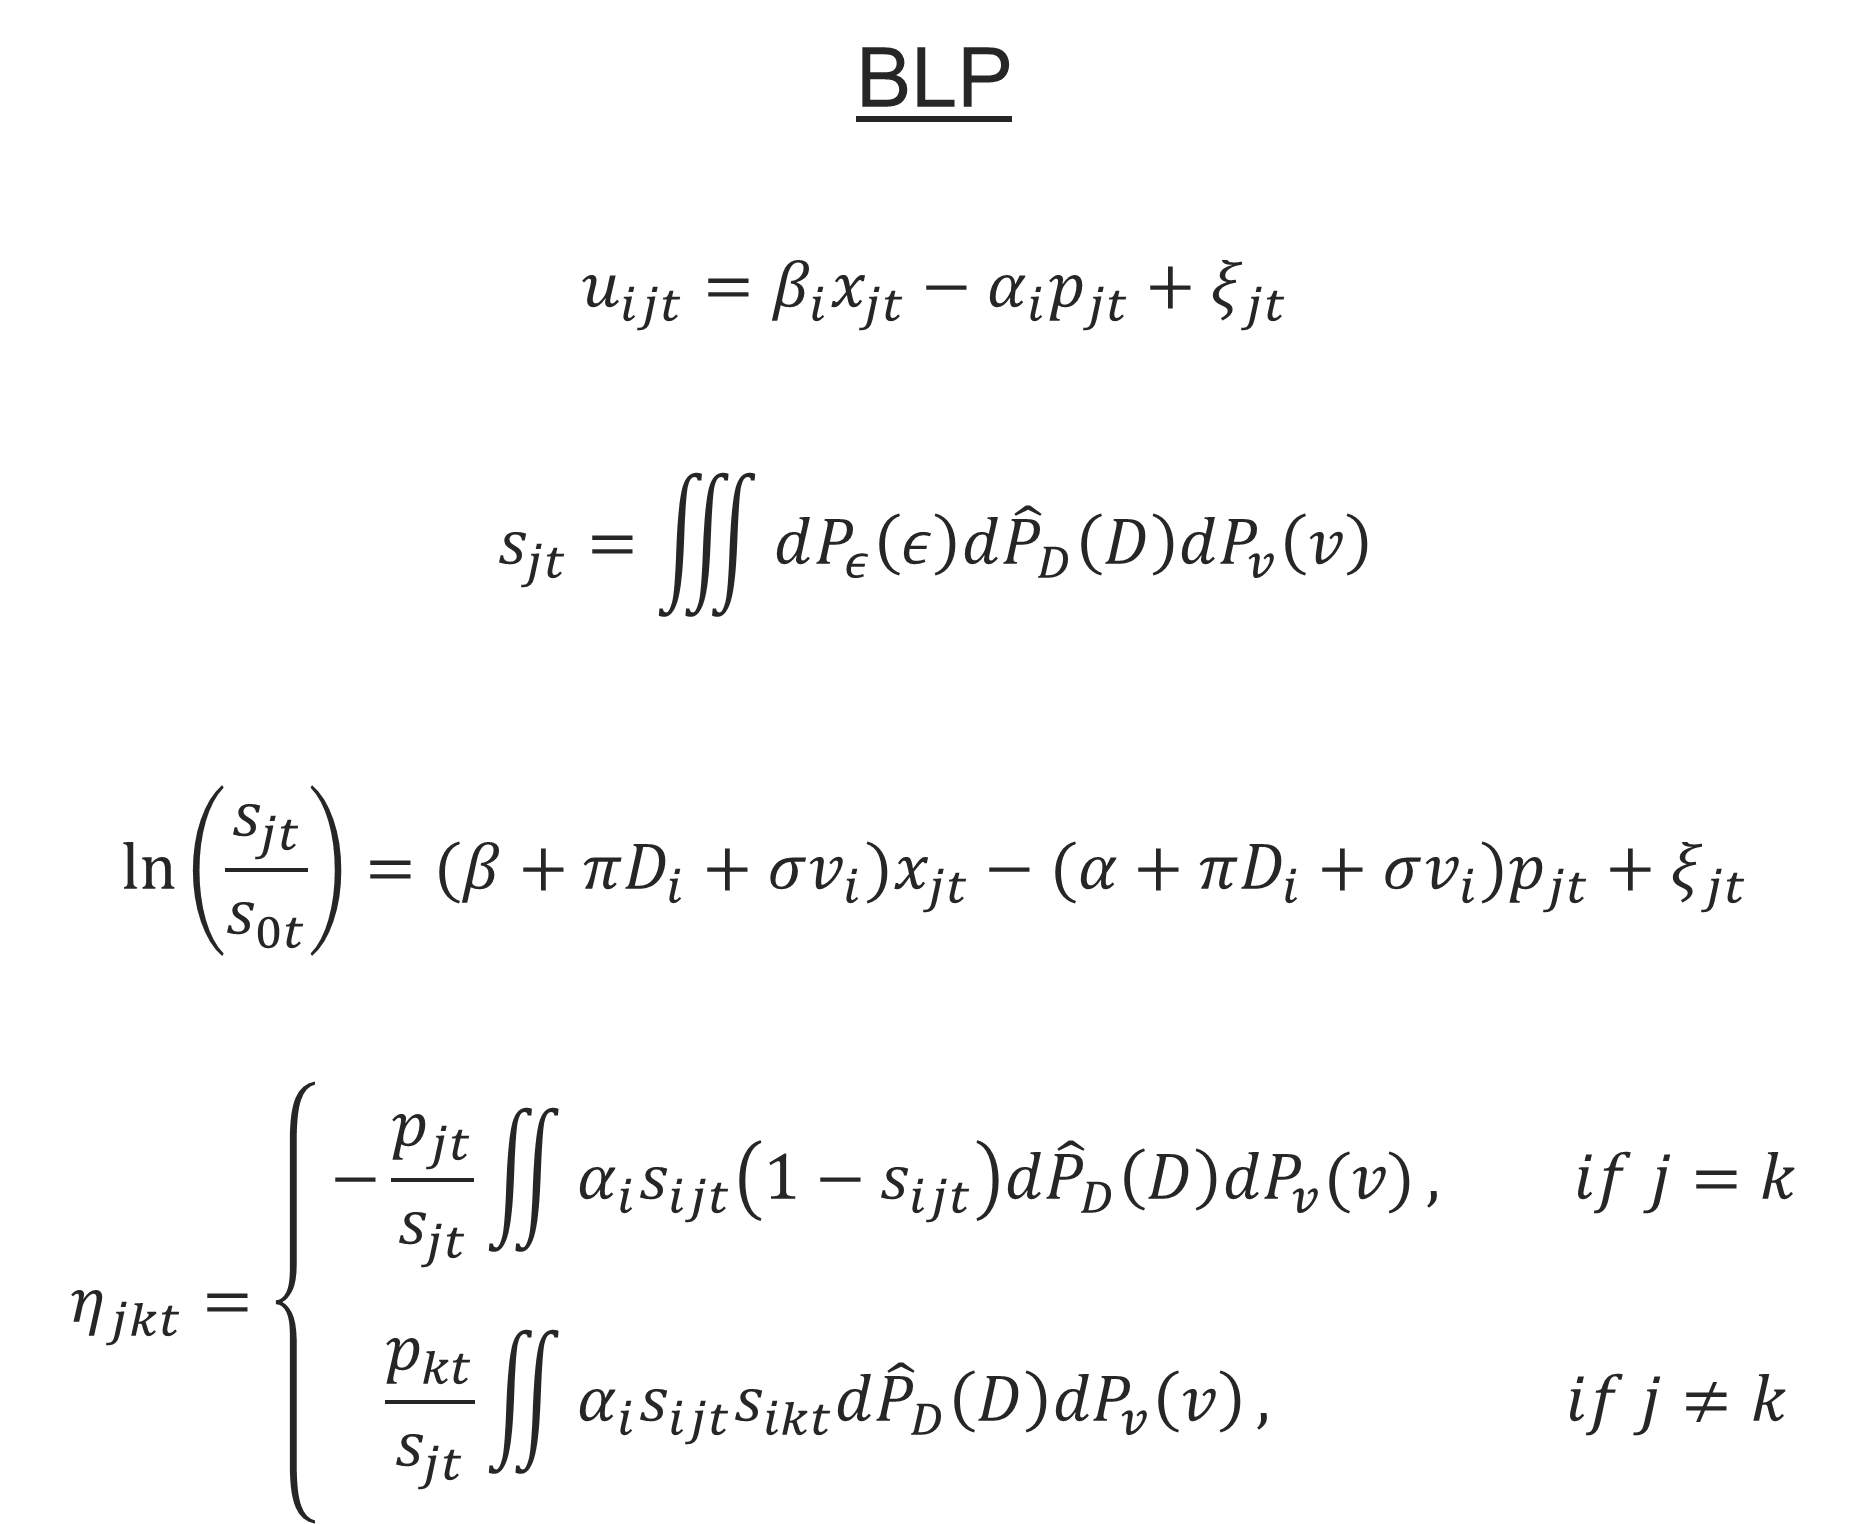 BLP
u_{ijt} = β_i x_{jt} − α_i p_{jt} + ξ_{jt}
s_{jt} = ∭ dP_ϵ(ϵ)dP̂_D(D)dP_v(v)
ln(s_{jt}/s_{0t}) = (β + πD_i + σv_i)x_{jt} − (α + πD_i + σv_i)p_{jt} + ξ_{jt}
η_{jkt} = { −p_{jt}/s_{jt} ∬ α_i s_{ijt}(1 − s_{ijt})dP̂_D(D)dP_v(v), if j = k
p_{kt}/s_{jt} ∬ α_i s_{ijt} s_{ikt} dP̂_D(D)dP_v(v), if j ≠ k